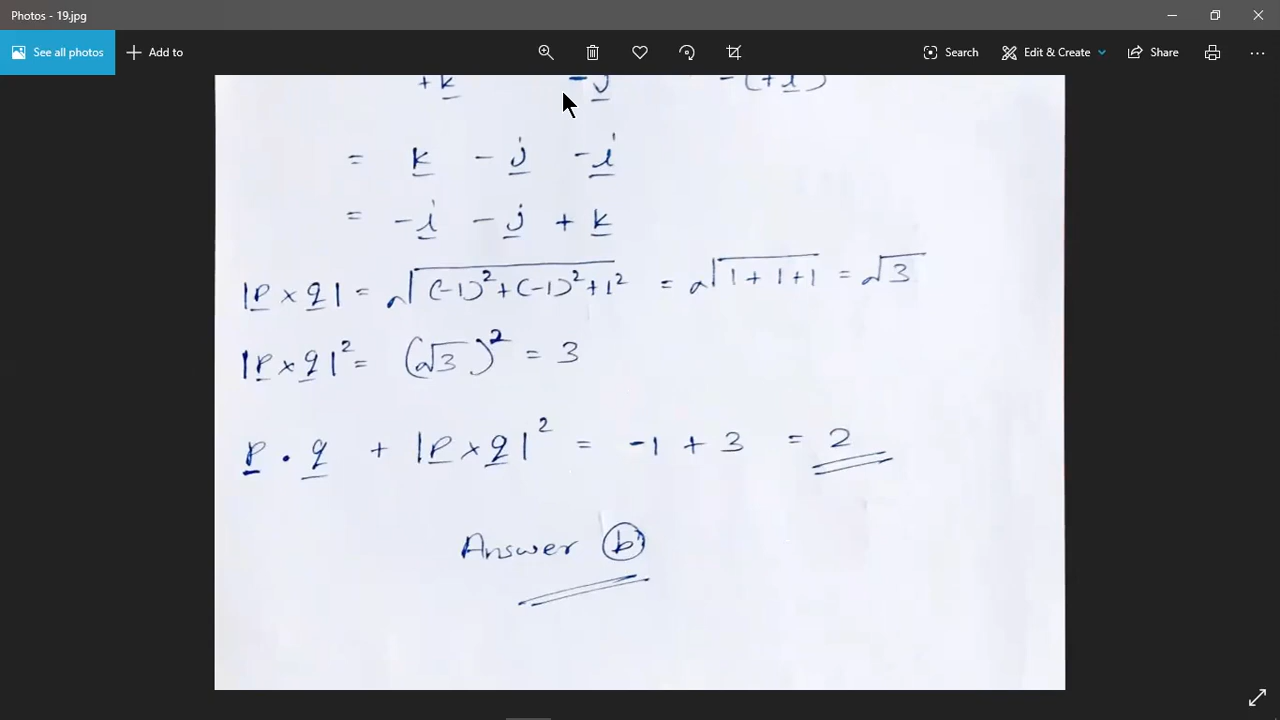 Photos - 19.jpg
See all photos
Add to
Search
Edit & Create
Share
+k -j -(+i)
= k - j - i
= -i - j + k
|p × q| = √((-1)²+(-1)²+1²) = √(1+1+1) = √3
|p × q|² = (√3)² = 3
p . q + |p × q|² = -1 + 3 = 2
Answer (b)